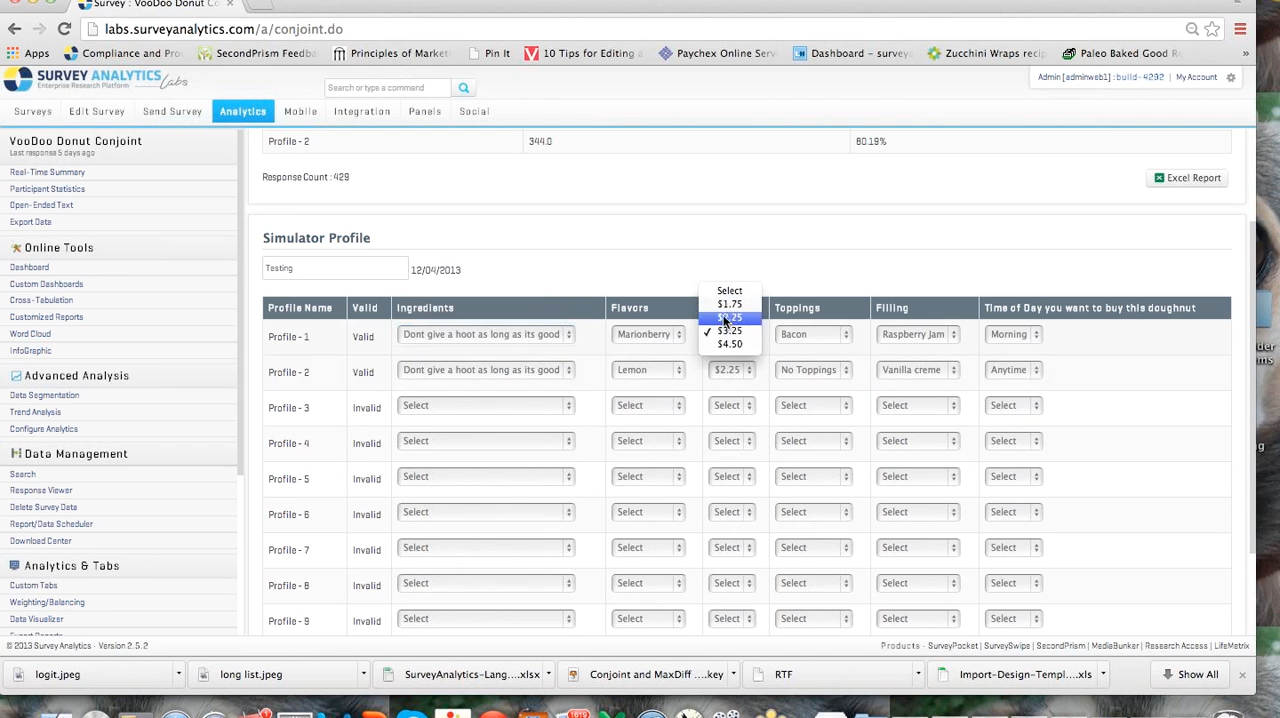 Survey : VooDoo Donut Co
labs.surveyanalytics.com/a/conjoint.do
Apps Compliance and Pro SecondPrism Feedba Principles of Market Pin It 10 Tips for Editing Paychex Online Serv Dashboard - survey Zucchini Wraps recip Paleo Baked Good R »
SURVEY ANALYTICS Labs
Enterprise Research Platform
Search or type a command
Admin [adminweb1] :build-4292 | My Account
Surveys Edit Survey Send Survey Analytics Mobile Integration Panels Social
VooDoo Donut Conjoint
Last response 5 days ago
Real-Time Summary
Participant Statistics
Open-Ended Text
Export Data
Online Tools
Dashboard
Custom Dashboards
Cross-Tabulation
Customized Reports
Word Cloud
InfoGraphic
Advanced Analysis
Data Segmentation
Trend Analysis
Configure Analytics
Data Management
Search
Response Viewer
Delete Survey Data
Report/Data Scheduler
Download Center
Analytics & Tabs
Custom Tabs
Weighting/Balancing
Data Visualizer
Profile - 2 344.0 80.19%
Response Count : 429
Excel Report
Simulator Profile
Testing 12/04/2013
Profile Name Valid Ingredients Flavors Toppings Filling Time of Day you want to buy this doughnut
Select
$1.75
✓ $3.25
$4.50
Profile - 1 Valid Dont give a hoot as long as its good Marionberry Bacon Raspberry Jam Morning
Profile - 2 Valid Dont give a hoot as long as its good Lemon $2.25 No Toppings Vanilla creme Anytime
Profile - 3 Invalid Select Select Select Select Select Select
Profile - 4 Invalid Select Select Select Select Select Select
Profile - 5 Invalid Select Select Select Select Select Select
Profile - 6 Invalid Select Select Select Select Select Select
Profile - 7 Invalid Select Select Select Select Select Select
Profile - 8 Invalid Select Select Select Select Select Select
Profile - 9 Invalid Select Select Select Select Select Select
© 2013 SurveyAnalytics - Version 2.5.2
Products - SurveyPocket | SurveySwipe | SecondPrism | MediaBunker | Research Access | LifeMetrix
logit.jpeg long list.jpeg SurveyAnalytics-Lang....xlsx Conjoint and MaxDiff ....key RTF Import-Design-Templ....xls Show All